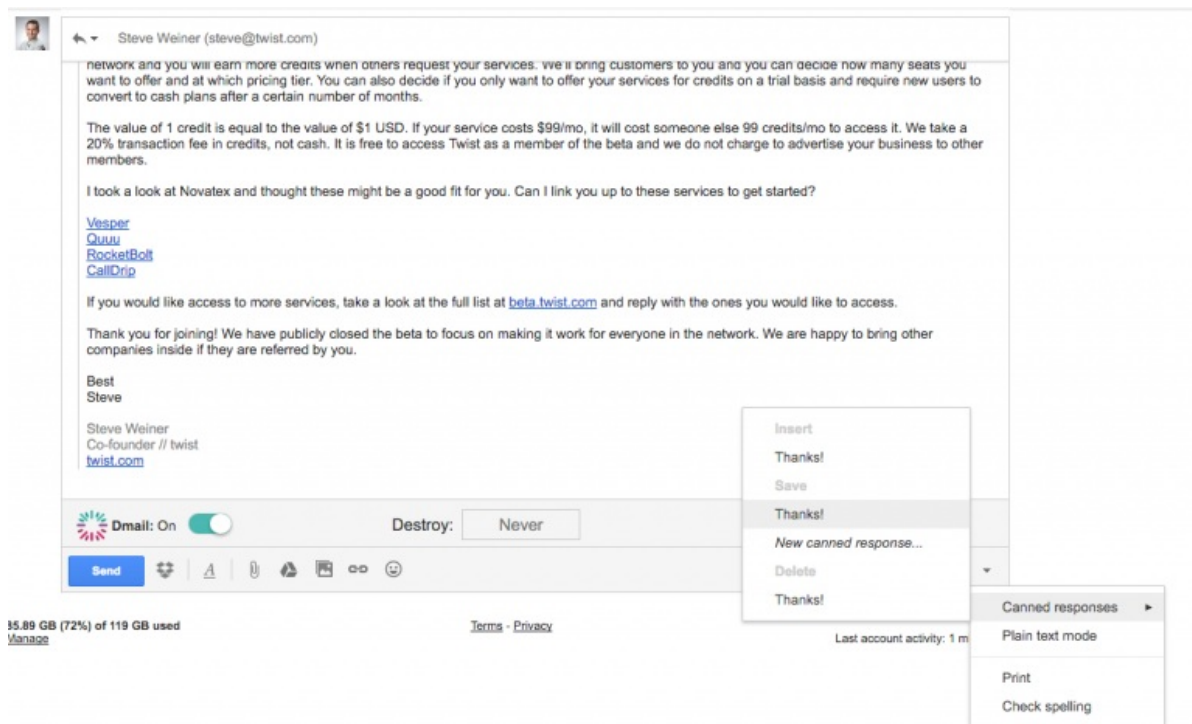 Steve Weiner (steve@twist.com)
network and you will earn more credits when others request your services. We'll bring customers to you and you can decide how many seats you
want to offer and at which pricing tier. You can also decide if you only want to offer your services for credits on a trial basis and require new users to
convert to cash plans after a certain number of months.
The value of 1 credit is equal to the value of $1 USD. If your service costs $99/mo, it will cost someone else 99 credits/mo to access it. We take a
20% transaction fee in credits, not cash. It is free to access Twist as a member of the beta and we do not charge to advertise your business to other
members.
I took a look at Novatex and thought these might be a good fit for you. Can I link you up to these services to get started?
Vesper
Quuu
RocketBolt
CallDrip
If you would like access to more services, take a look at the full list at beta.twist.com and reply with the ones you would like to access.
Thank you for joining! We have publicly closed the beta to focus on making it work for everyone in the network. We are happy to bring other
companies inside if they are referred by you.
Best
Steve
Steve Weiner
Co-founder // twist
twist.com
Dmail: On
Destroy: Never
Send
Insert
Thanks!
Save
Thanks!
New canned response...
Delete
Thanks!
Canned responses
Plain text mode
Print
Check spelling
35.89 GB (72%) of 119 GB used
Manage
Terms - Privacy
Last account activity: 1 m